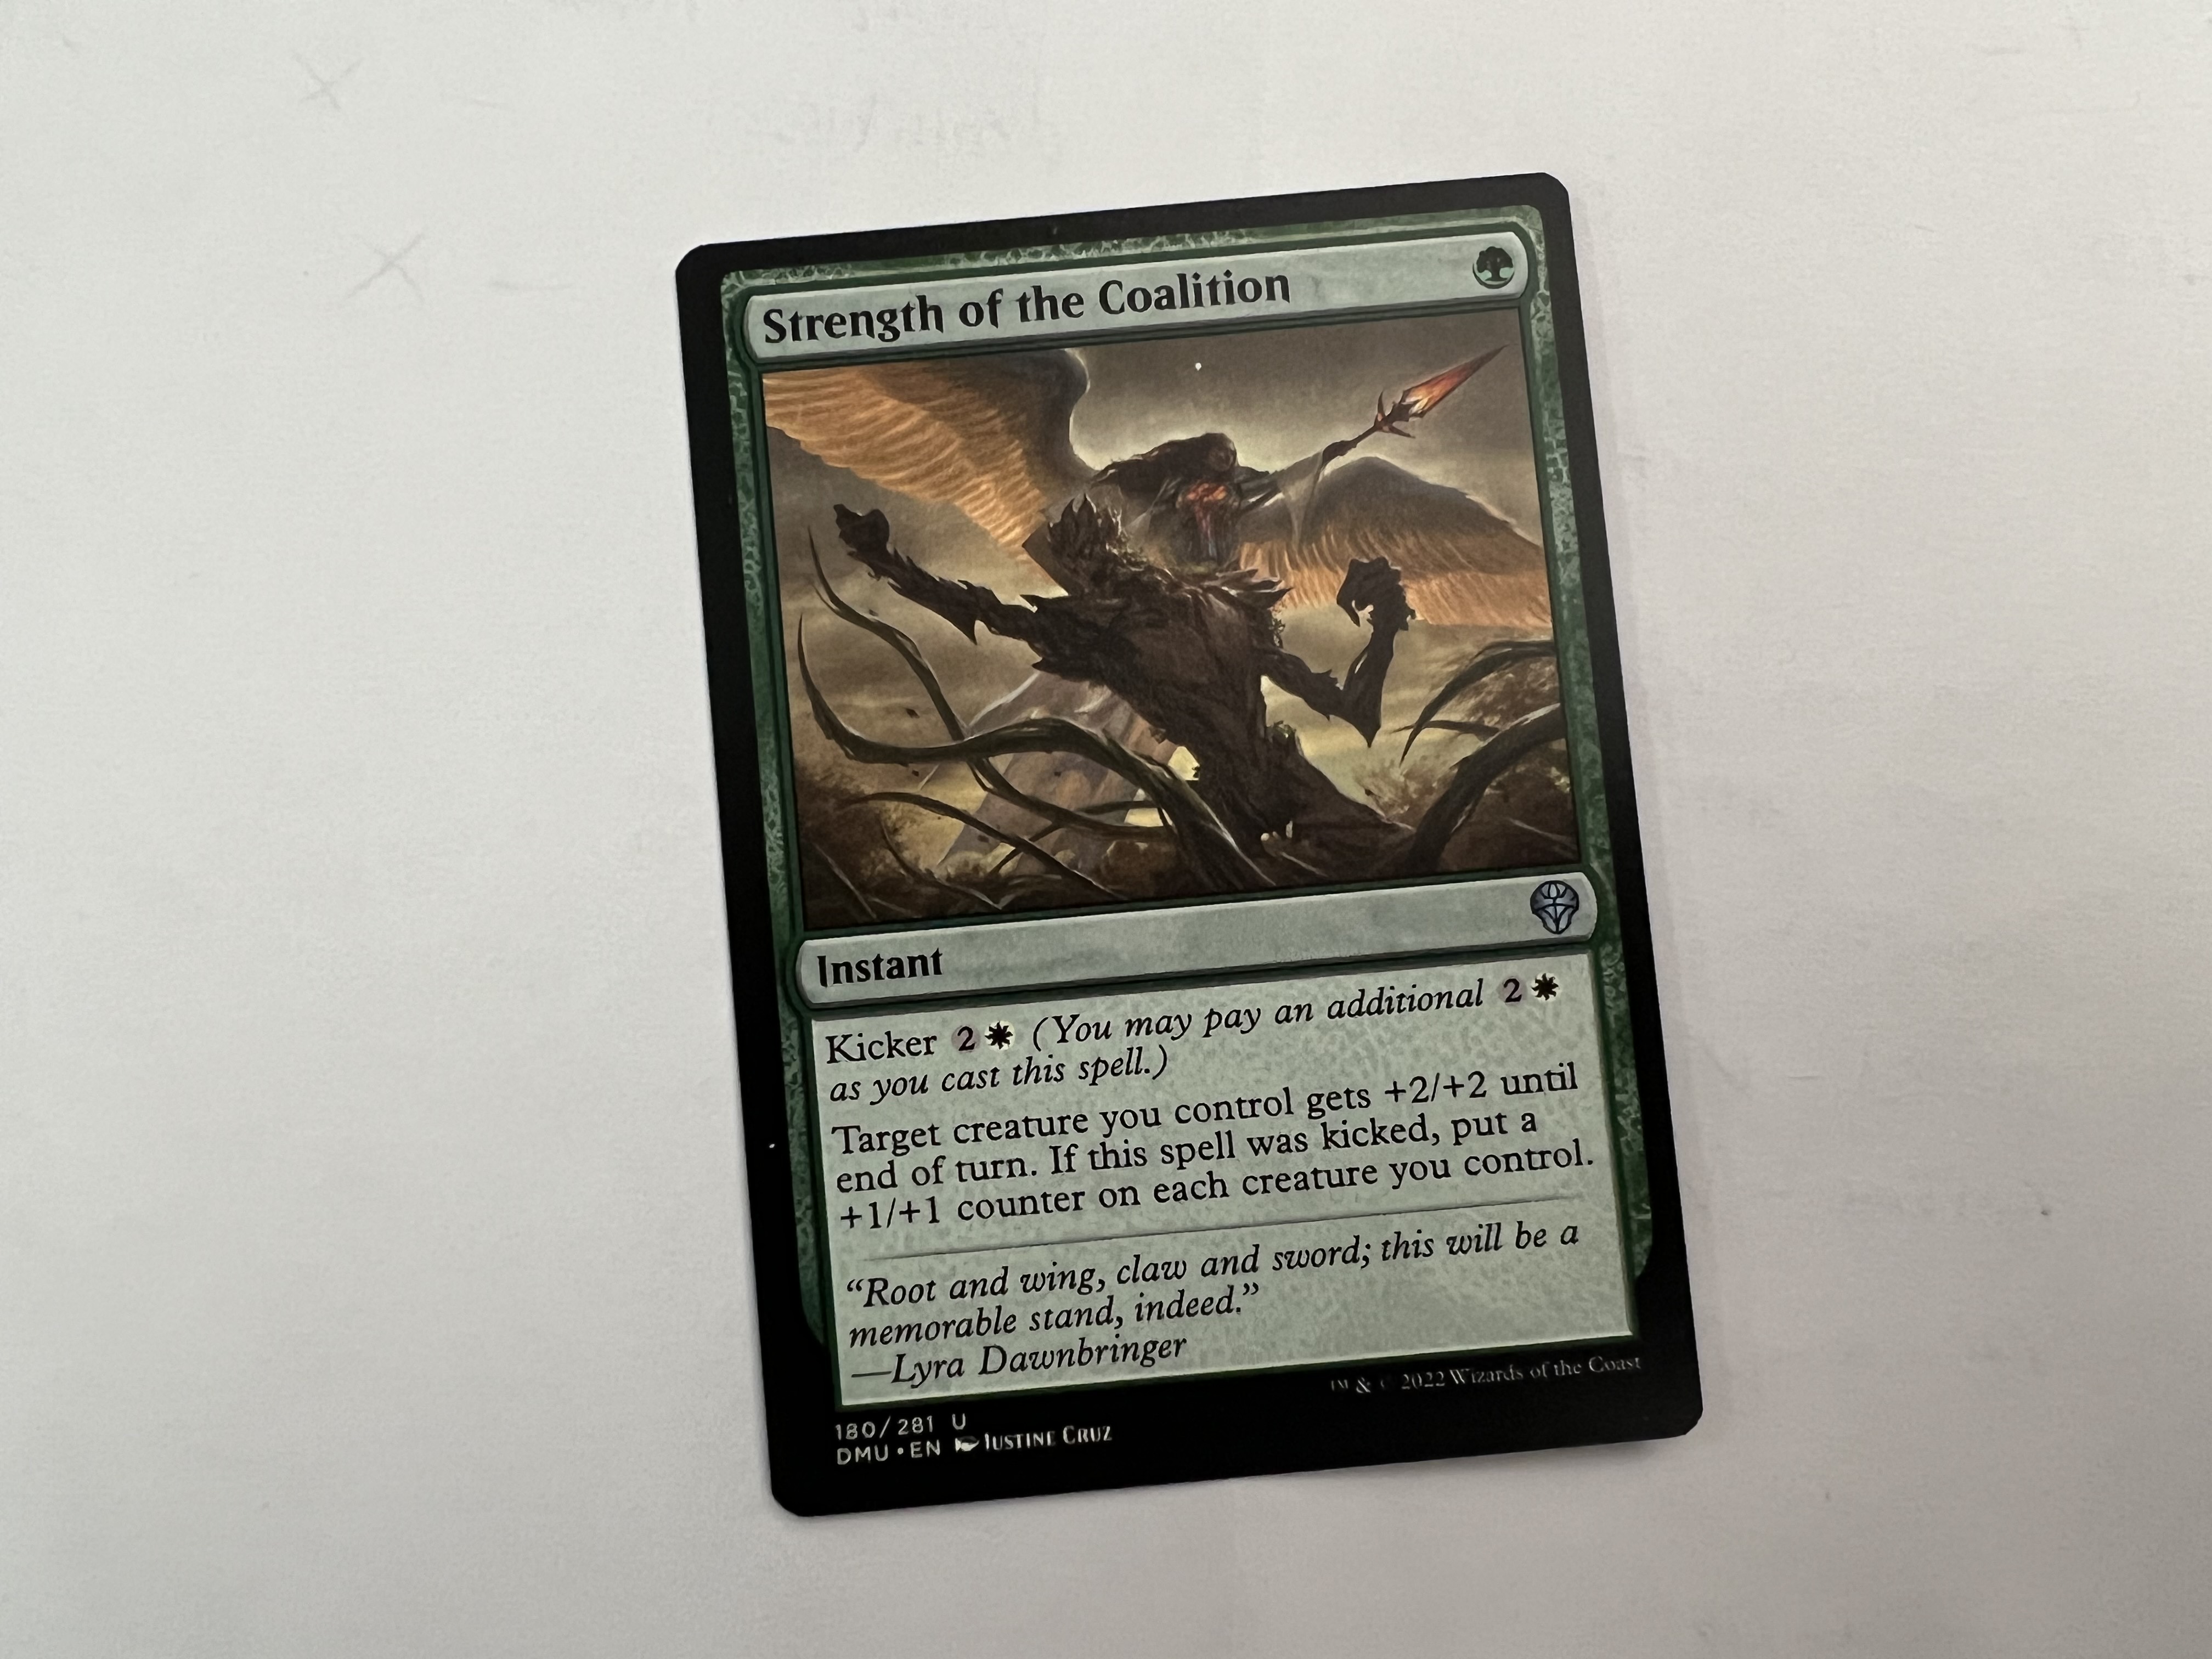 Strength of the Coalition
Instant
Kicker 2 (You may pay an additional 2
as you cast this spell.)
Target creature you control gets +2/+2 until
end of turn. If this spell was kicked, put a
+1/+1 counter on each creature you control.
“Root and wing, claw and sword; this will be a
memorable stand, indeed.”
—Lyra Dawnbringer
™ & © 2022 Wizards of the Coast
180/281 U
DMU • EN Justine Cruz